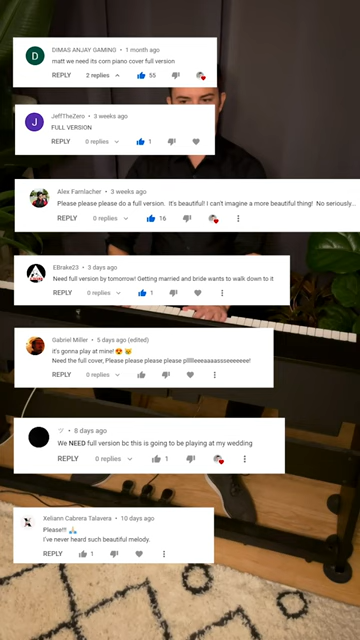 DIMAS ANJAY GAMING • 1 month ago
matt we need its corn piano cover full version
REPLY 2 replies 55
JeffTheZero • 3 weeks ago
FULL VERSION
REPLY 0 replies 1
Alex Famlacher • 3 weeks ago
Please please please do a full version. It's beautiful! I can't imagine a more beautiful thing! No seriously...
REPLY 0 replies 16
EBrake23 • 3 days ago
Need full version by tomorrow! Getting married and bride wants to walk down to it
REPLY 0 replies 1
Gabriel Miller • 5 days ago (edited)
it's gonna play at mine! 😍 😹
Need the full cover, Please please please please pllllleeeaaaassseeeeeee!
REPLY 0 replies
ツ • 8 days ago
We NEED full version bc this is going to be playing at my wedding
REPLY 0 replies 1
Xeliann Cabrera Talavera • 10 days ago
Please!!! 🙏
I've never heard such beautiful melody.
REPLY 1